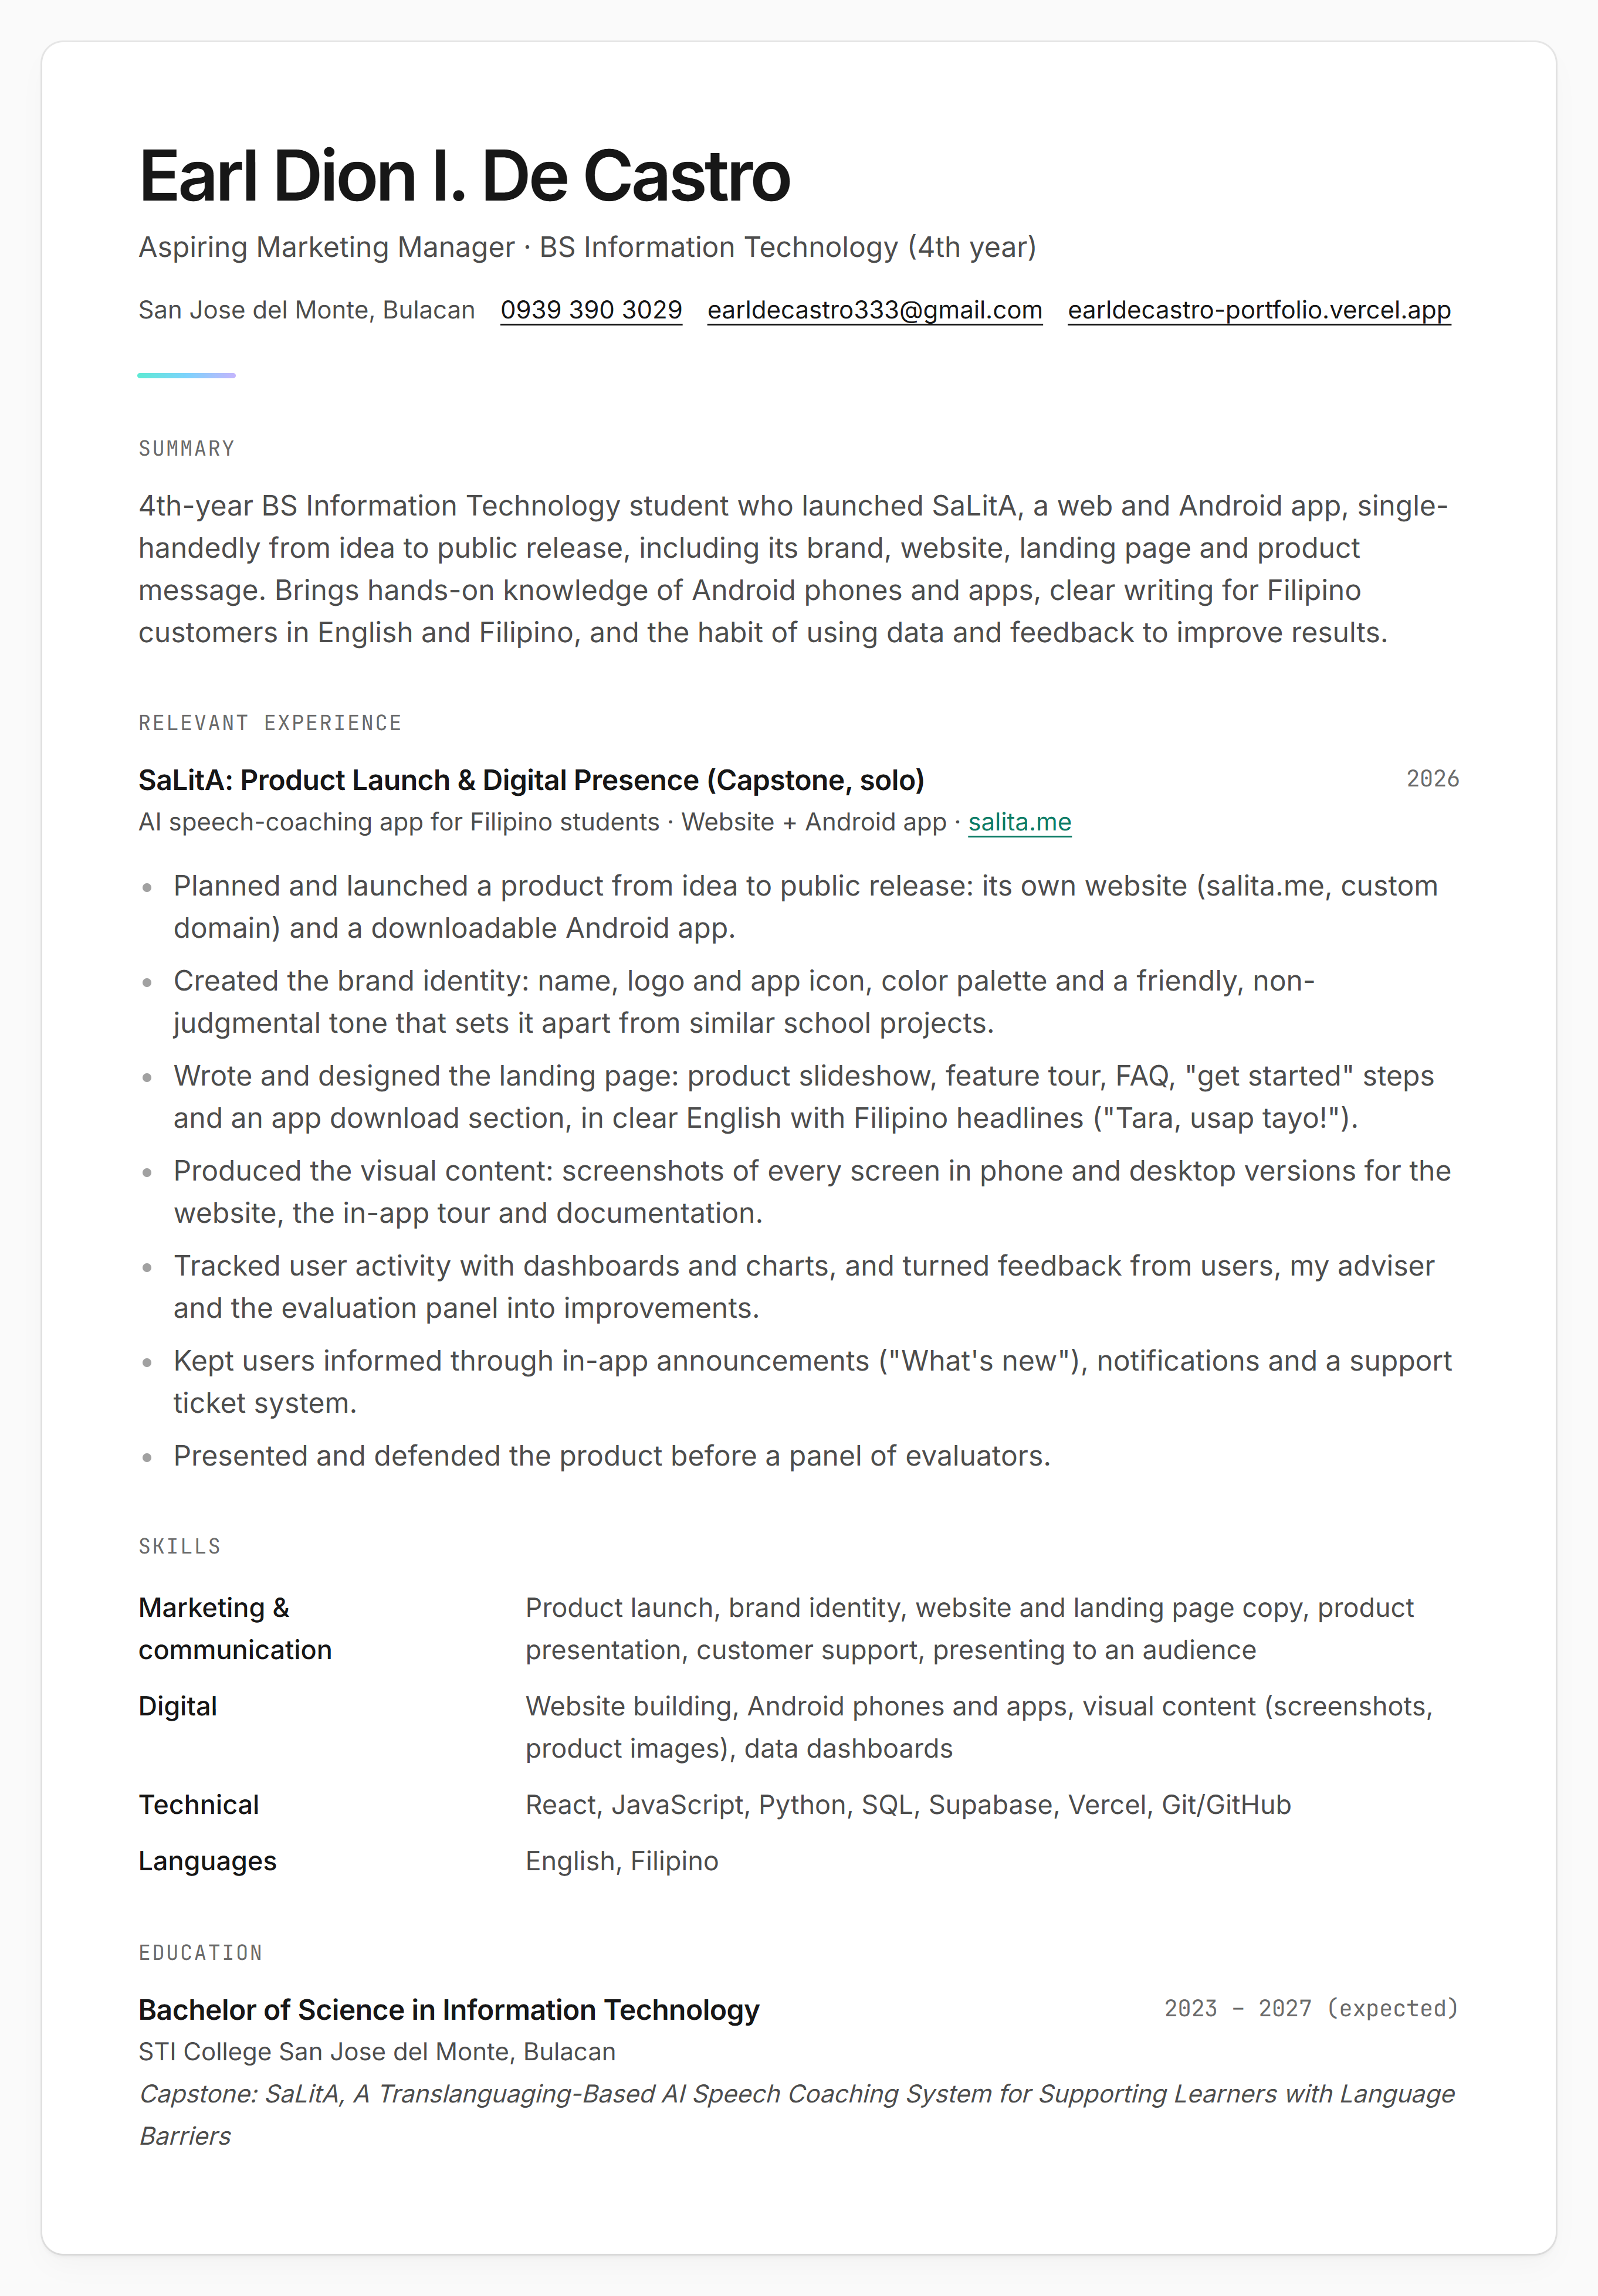 Earl Dion I. De Castro
Aspiring Marketing Manager · BS Information Technology (4th year)
San Jose del Monte, Bulacan 0939 390 3029 earldecastro333@gmail.com earldecastro-portfolio.vercel.app
SUMMARY
4th-year BS Information Technology student who launched SaLitA, a web and Android app, single-
handedly from idea to public release, including its brand, website, landing page and product
message. Brings hands-on knowledge of Android phones and apps, clear writing for Filipino
customers in English and Filipino, and the habit of using data and feedback to improve results.
RELEVANT EXPERIENCE
SaLitA: Product Launch & Digital Presence (Capstone, solo) 2026
AI speech-coaching app for Filipino students · Website + Android app · salita.me
• Planned and launched a product from idea to public release: its own website (salita.me, custom
domain) and a downloadable Android app.
• Created the brand identity: name, logo and app icon, color palette and a friendly, non-
judgmental tone that sets it apart from similar school projects.
• Wrote and designed the landing page: product slideshow, feature tour, FAQ, "get started" steps
and an app download section, in clear English with Filipino headlines ("Tara, usap tayo!").
• Produced the visual content: screenshots of every screen in phone and desktop versions for the
website, the in-app tour and documentation.
• Tracked user activity with dashboards and charts, and turned feedback from users, my adviser
and the evaluation panel into improvements.
• Kept users informed through in-app announcements ("What's new"), notifications and a support
ticket system.
• Presented and defended the product before a panel of evaluators.
SKILLS
Marketing & Product launch, brand identity, website and landing page copy, product
communication presentation, customer support, presenting to an audience
Digital Website building, Android phones and apps, visual content (screenshots,
product images), data dashboards
Technical React, JavaScript, Python, SQL, Supabase, Vercel, Git/GitHub
Languages English, Filipino
EDUCATION
Bachelor of Science in Information Technology 2023 – 2027 (expected)
STI College San Jose del Monte, Bulacan
Capstone: SaLitA, A Translanguaging-Based AI Speech Coaching System for Supporting Learners with Language
Barriers